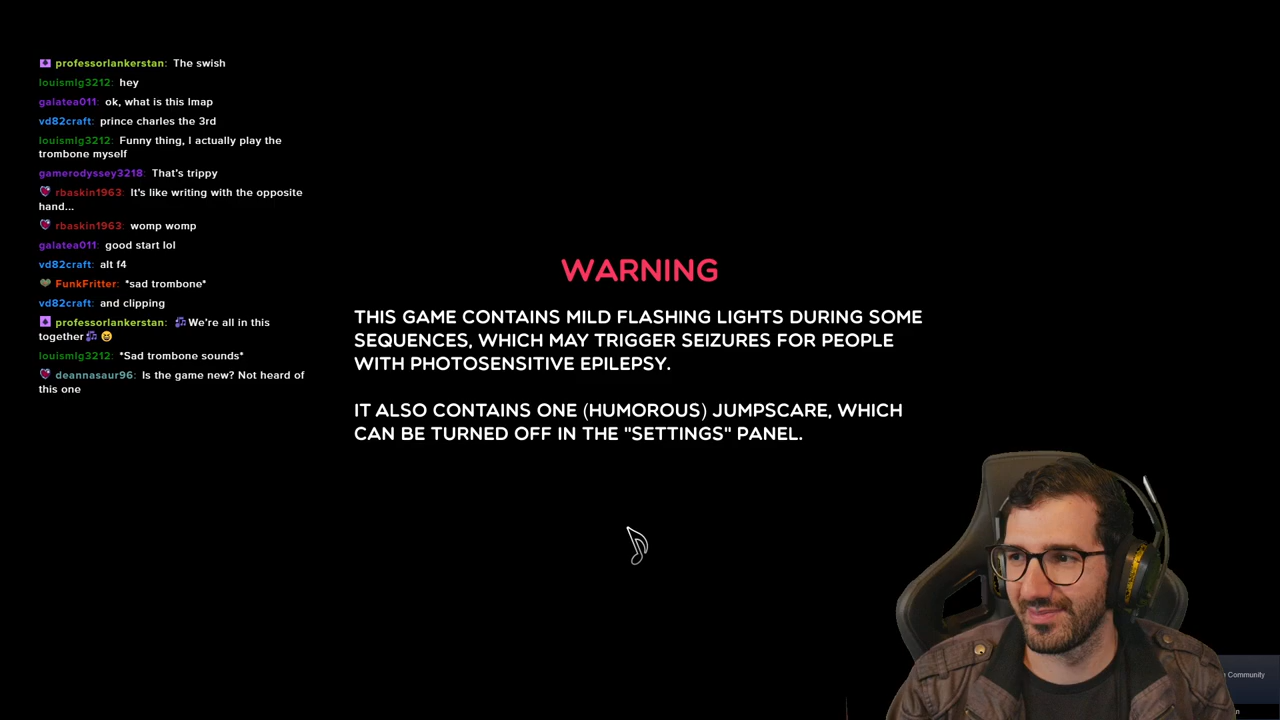 professorlankerstan: The swish
louismlg3212: hey
galatea011: ok, what is this lmap
vd82craft: prince charles the 3rd
louismlg3212: Funny thing, I actually play the
trombone myself
gamerodyssey3218: That's trippy
rbaskin1963: It's like writing with the opposite
hand...
rbaskin1963: womp womp
galatea011: good start lol
vd82craft: alt f4
FunkFritter: *sad trombone*
vd82craft: and clipping
professorlankerstan: 🎶We're all in this
together🎶 😆
louismlg3212: *Sad trombone sounds*
deannasaur96: Is the game new? Not heard of
this one
WARNING
THIS GAME CONTAINS MILD FLASHING LIGHTS DURING SOME
SEQUENCES, WHICH MAY TRIGGER SEIZURES FOR PEOPLE
WITH PHOTOSENSITIVE EPILEPSY.
IT ALSO CONTAINS ONE (HUMOROUS) JUMPSCARE, WHICH
CAN BE TURNED OFF IN THE "SETTINGS" PANEL.
Community